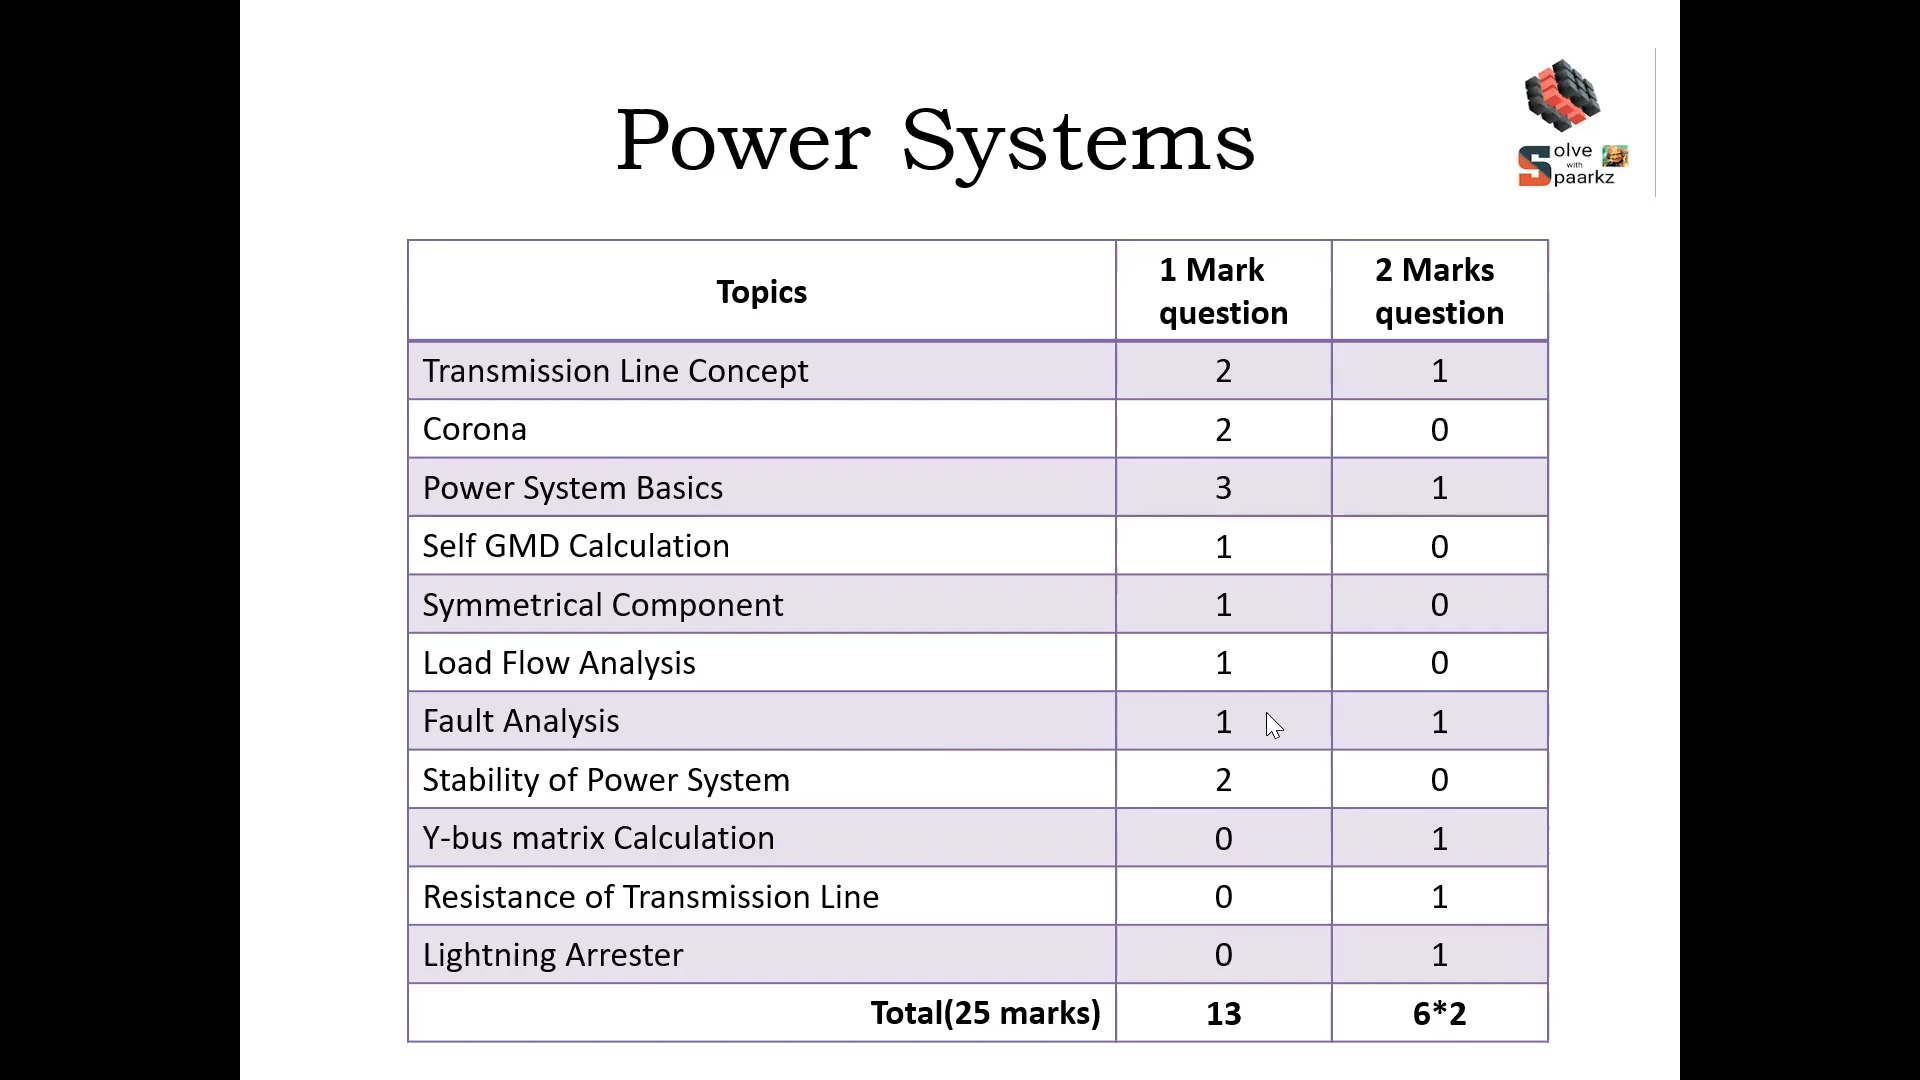 Power Systems
Solve
with
Spaarkz
Topics
1 Mark
question
2 Marks
question
Transmission Line Concept 2 1
Corona 2 0
Power System Basics 3 1
Self GMD Calculation 1 0
Symmetrical Component 1 0
Load Flow Analysis 1 0
Fault Analysis 1 1
Stability of Power System 2 0
Y-bus matrix Calculation 0 1
Resistance of Transmission Line 0 1
Lightning Arrester 0 1
Total(25 marks) 13 6*2